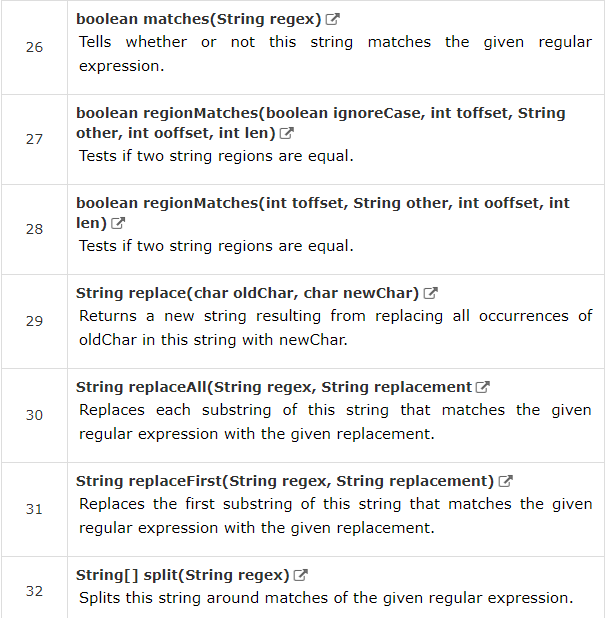 26
boolean matches(String regex)
Tells whether or not this string matches the given regular
expression.
27
boolean regionMatches(boolean ignoreCase, int toffset, String
other, int ooffset, int len)
Tests if two string regions are equal.
28
boolean regionMatches(int toffset, String other, int ooffset, int
len)
Tests if two string regions are equal.
29
String replace(char oldChar, char newChar)
Returns a new string resulting from replacing all occurrences of
oldChar in this string with newChar.
30
String replaceAll(String regex, String replacement
Replaces each substring of this string that matches the given
regular expression with the given replacement.
31
String replaceFirst(String regex, String replacement)
Replaces the first substring of this string that matches the given
regular expression with the given replacement.
32
String[] split(String regex)
Splits this string around matches of the given regular expression.